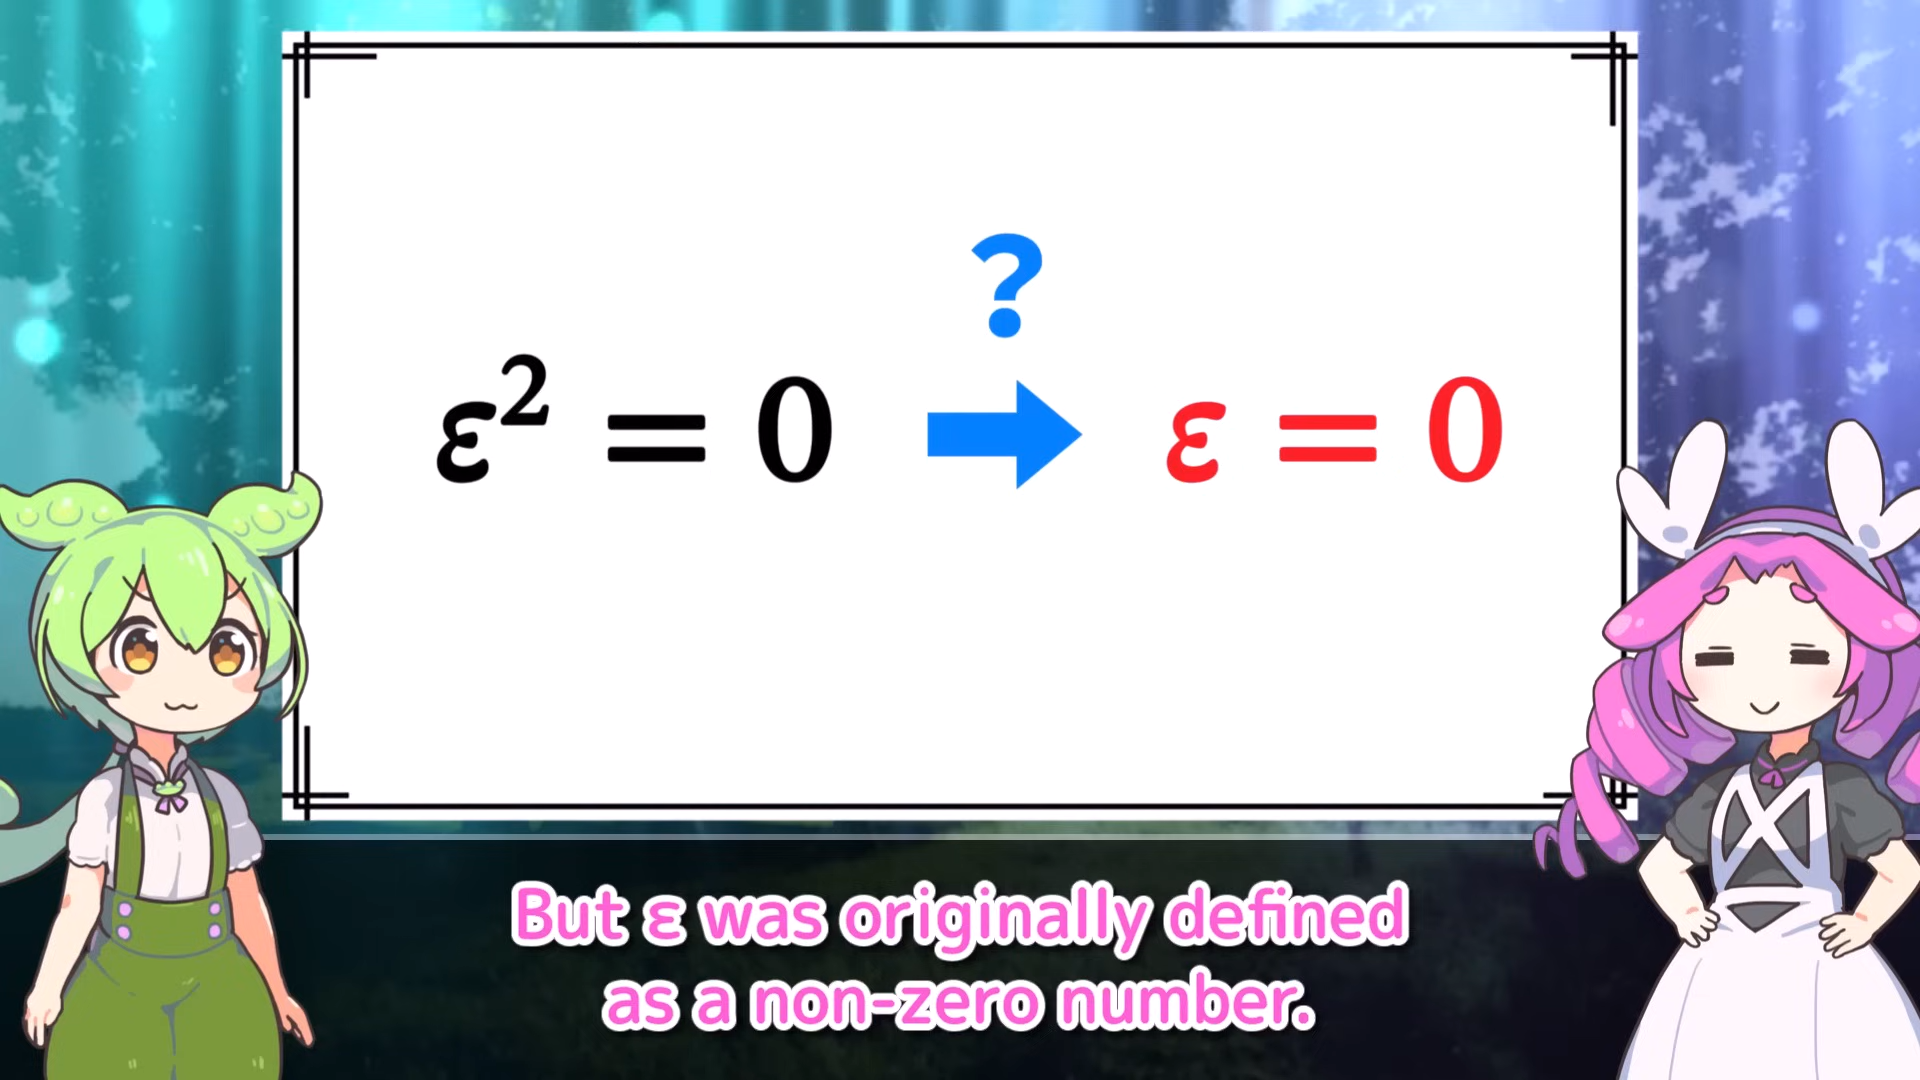 ?
ε² = 0 → ε = 0
But ε was originally defined
as a non-zero number.